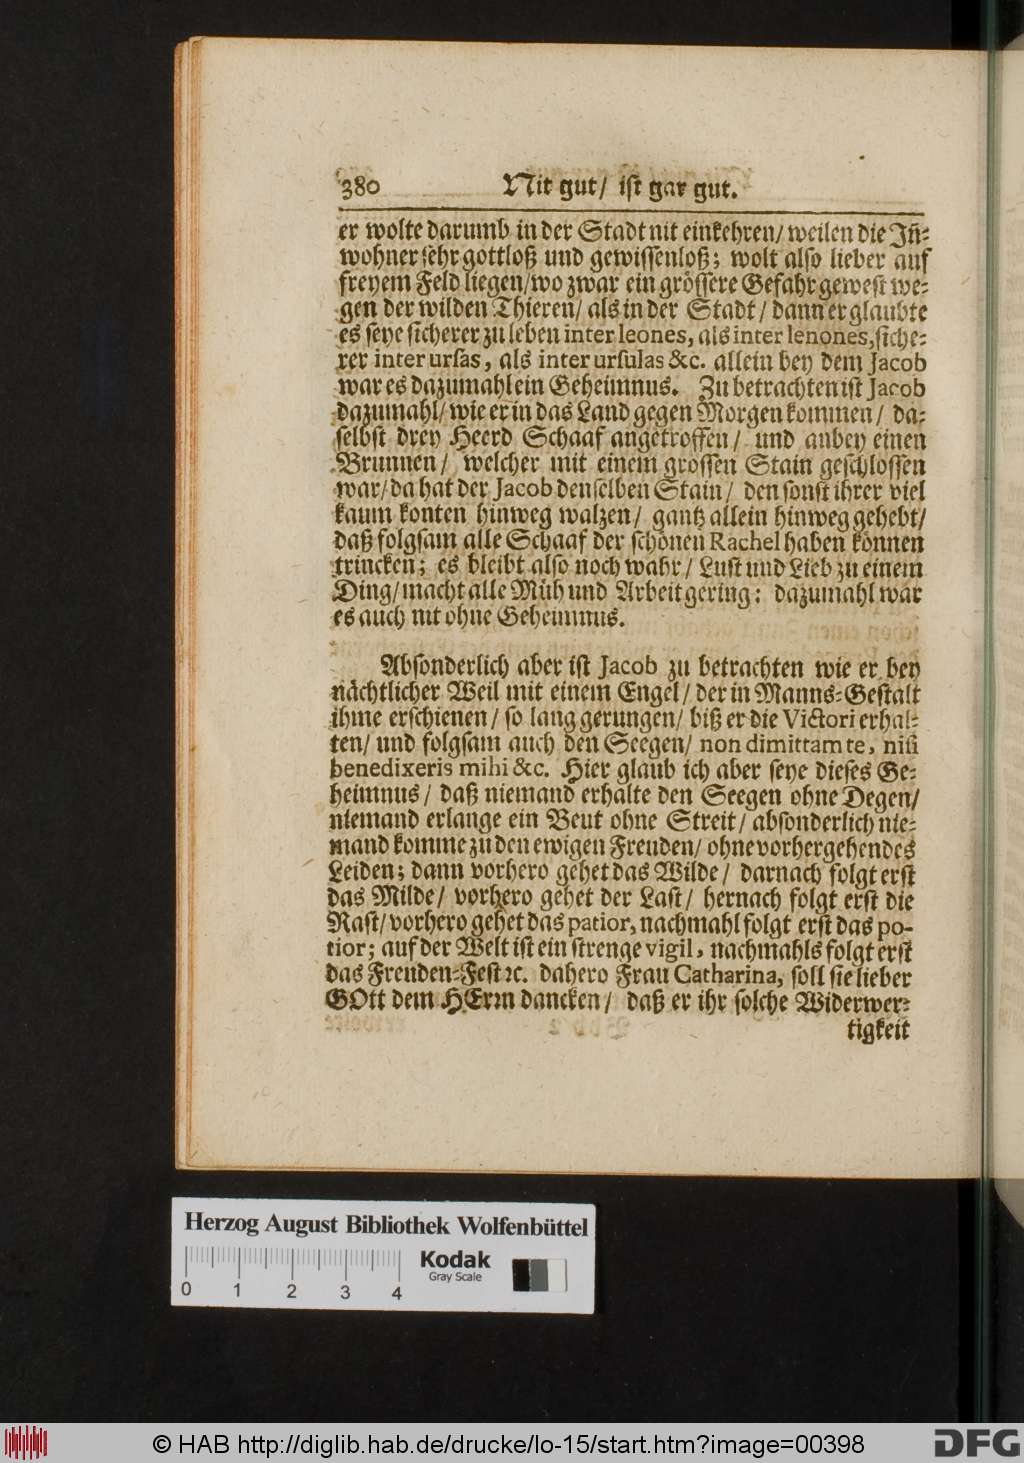 380 Nit gut/ ist gar gut.
er wolte darumb in der Stadt nit einkehren/ weilen die Iñ-
wohner sehr gottloß und gewissenloß; wolt also lieber auf
freyem Feld liegen/ wo zwar ein grössere Gefahr gewest we-
gen der wilden Thieren/ als in der Stadt/ dann er glaubte
es seye sicherer zu leben inter leones, als inter lenones, siche-
rer inter ursas, als inter ursulas &c. allein bey dem Jacob
war es dazumahl ein Geheimnus. Zu betrachten ist Jacob
dazumahl/ wie er in das Land gegen Morgen kommen/ da-
selbst drey Heerd Schaaf angetroffen/ und anbey einen
Brunnen/ welcher mit einem grossen Stain geschlossen
war/ da hat der Jacob denselben Stain/ den sonst ihrer viel
kaum konten hinweg walzen/ gantz allein hinweg gehebt/
daß folgsam alle Schaaf der schönen Rachel haben können
trincken; es bleibt also noch wahr/ Lust und Lieb zu einem
Ding/ macht alle Müh und Arbeit gering: dazumahl war
es auch nit ohne Geheimnus.
Absonderlich aber ist Jacob zu betrachten wie er bey
nächtlicher Weil mit einem Engel/ der in Manns-Gestalt
ihme erschienen/ so lang gerungen/ biß er die Victori erhal-
ten/ und folgsam auch den Seegen/ non dimittam te, nisi
benedixeris mihi &c. Hier glaub ich aber seye dieses Ge-
heimnus/ daß niemand erhalte den Seegen ohne Degen/
niemand erlange ein Beut ohne Streit/ absonderlich nie-
mand komme zu den ewigen Freuden/ ohne vorhergehendes
Leiden; dann vorhero gehet das Wilde/ darnach folgt erst
das Milde/ vorhero gehet der Last/ hernach folgt erst die
Rast/ vorhero gehet das patior, nachmahl folgt erst das po-
tior; auf der Welt ist ein strenge vigil, nachmahls folgt erst
das Freuden-Fest ꝛc. dahero Frau Catharina, soll sie lieber
GOtt dem HErrn dancken/ daß er ihr solche Widerwer-
tigkeit
Herzog August Bibliothek Wolfenbüttel
Kodak
Gray Scale
0 1 2 3 4
© HAB http://diglib.hab.de/drucke/lo-15/start.htm?image=00398
DFG